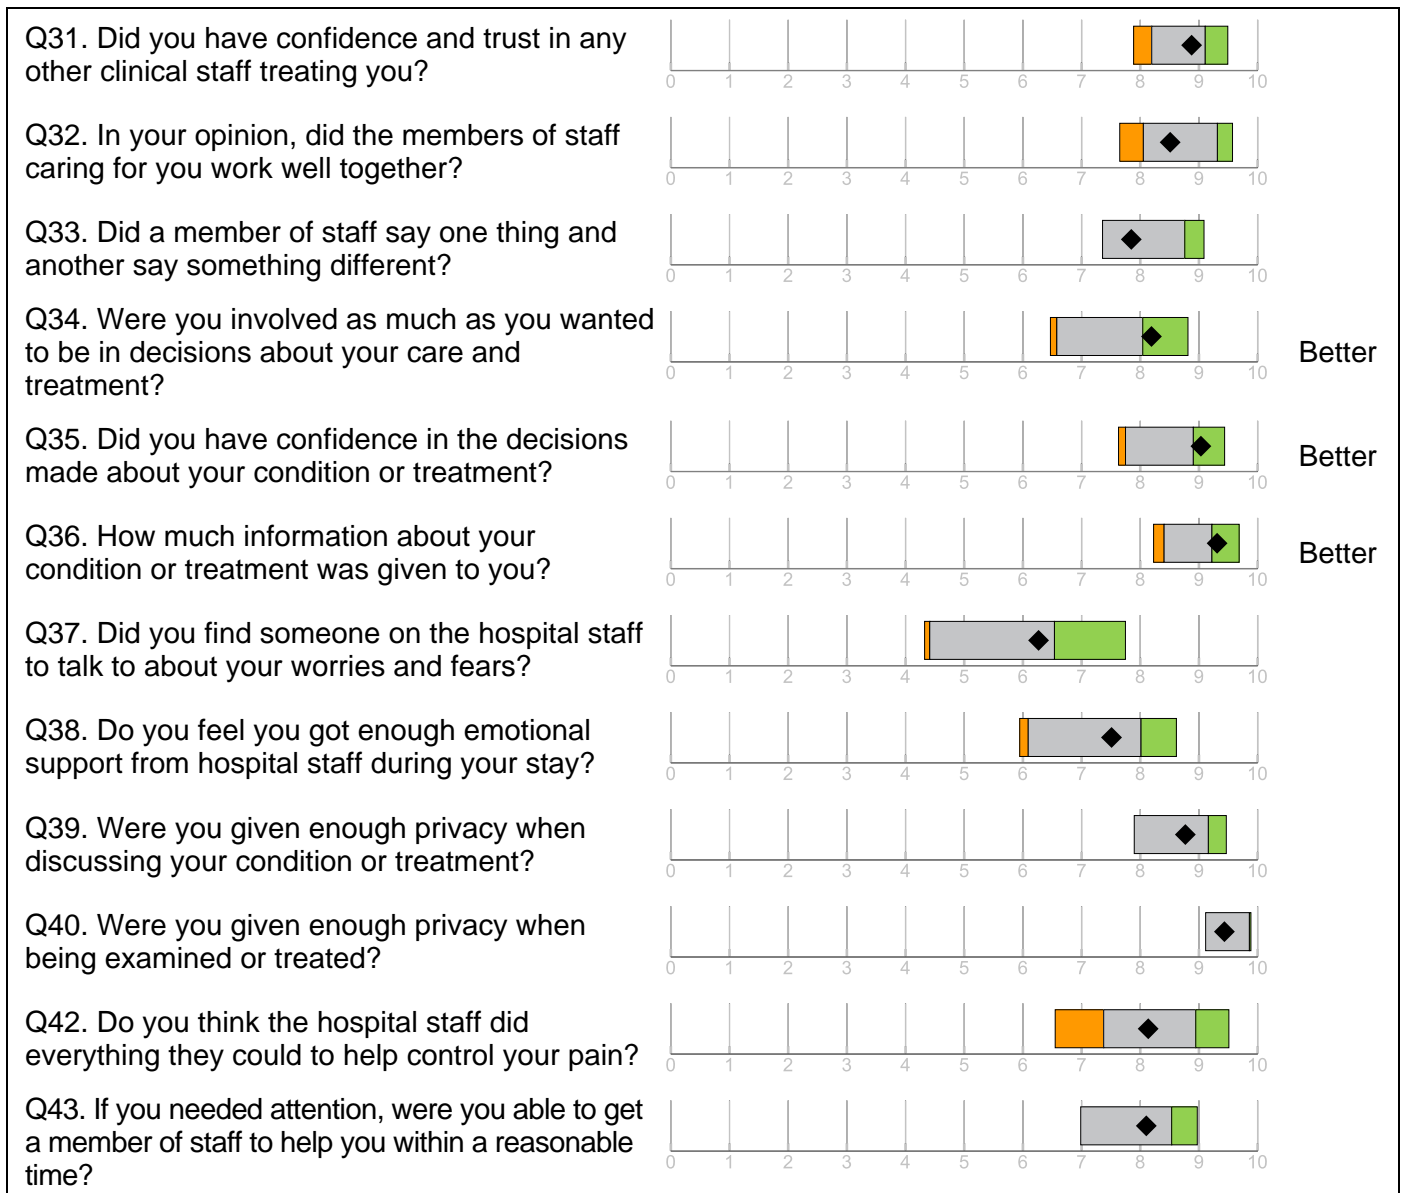 Q31. Did you have confidence and trust in any
other clinical staff treating you?
0 1 2 3 4 5 6 7 8 9 10
Q32. In your opinion, did the members of staff
caring for you work well together?
0 1 2 3 4 5 6 7 8 9 10
Q33. Did a member of staff say one thing and
another say something different?
0 1 2 3 4 5 6 7 8 9 10
Q34. Were you involved as much as you wanted
to be in decisions about your care and
treatment?
0 1 2 3 4 5 6 7 8 9 10
Better
Q35. Did you have confidence in the decisions
made about your condition or treatment?
0 1 2 3 4 5 6 7 8 9 10
Better
Q36. How much information about your
condition or treatment was given to you?
0 1 2 3 4 5 6 7 8 9 10
Better
Q37. Did you find someone on the hospital staff
to talk to about your worries and fears?
0 1 2 3 4 5 6 7 8 9 10
Q38. Do you feel you got enough emotional
support from hospital staff during your stay?
0 1 2 3 4 5 6 7 8 9 10
Q39. Were you given enough privacy when
discussing your condition or treatment?
0 1 2 3 4 5 6 7 8 9 10
Q40. Were you given enough privacy when
being examined or treated?
0 1 2 3 4 5 6 7 8 9 10
Q42. Do you think the hospital staff did
everything they could to help control your pain?
0 1 2 3 4 5 6 7 8 9 10
Q43. If you needed attention, were you able to get
a member of staff to help you within a reasonable
time?
0 1 2 3 4 5 6 7 8 9 10